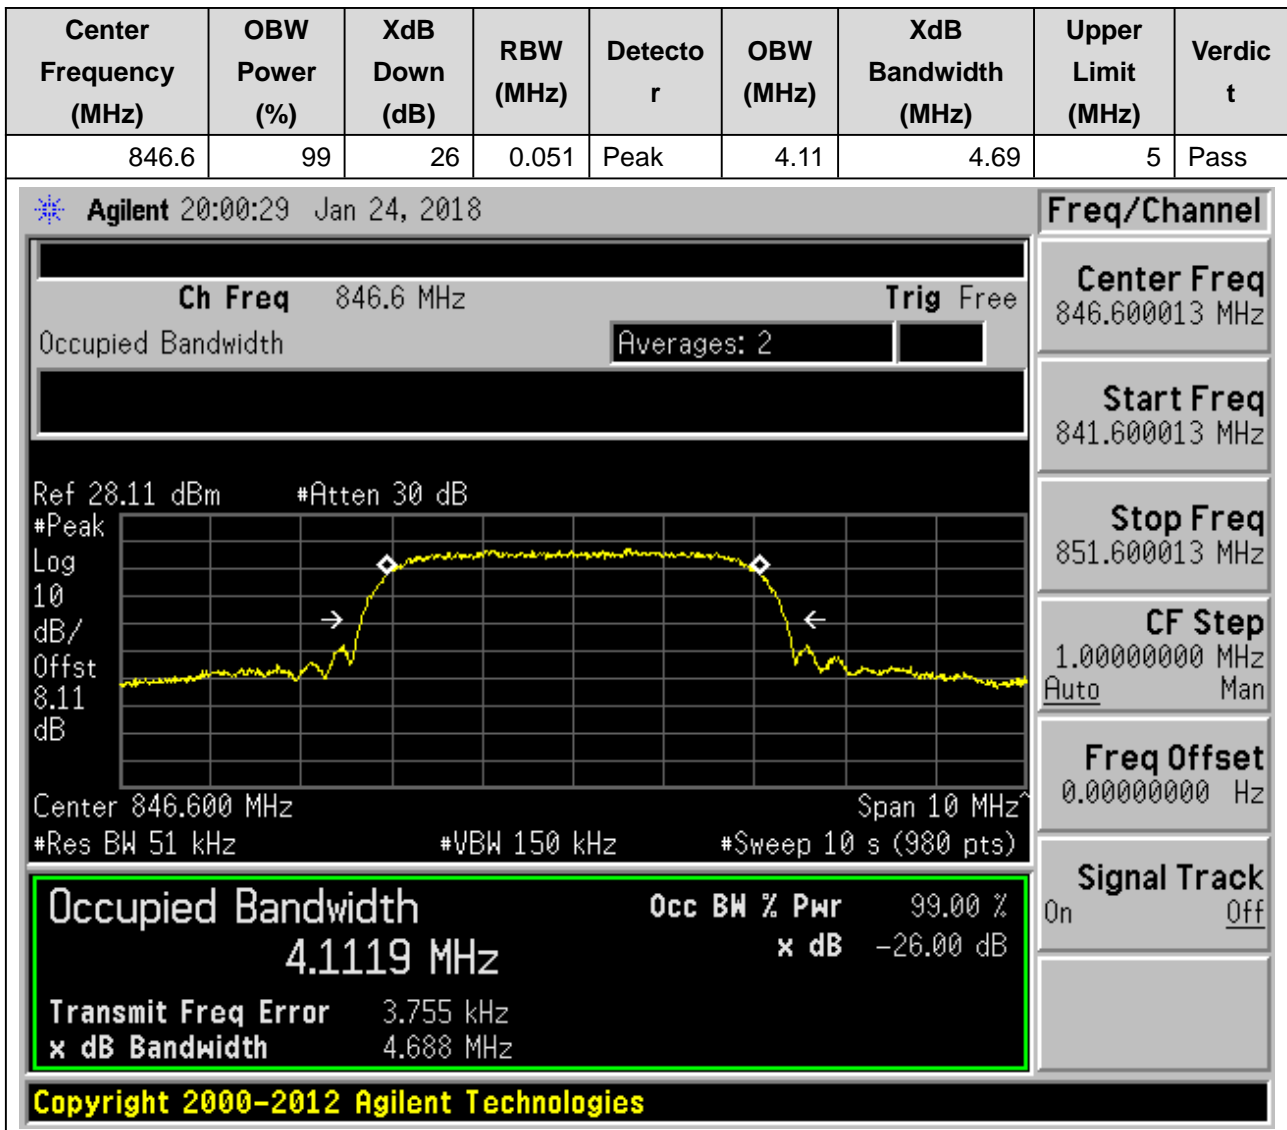 Center Frequency (MHz) OBW Power (%) XdB Down (dB) RBW (MHz) Detector OBW (MHz) XdB Bandwidth (MHz) Upper Limit (MHz) Verdict
846.6 99 26 0.051 Peak 4.11 4.69 5 Pass
Agilent 20:00:29 Jan 24, 2018
Freq/Channel
Ch Freq 846.6 MHz Trig Free
Occupied Bandwidth Averages: 2
Ref 28.11 dBm #Atten 30 dB
#Peak
Log
10
dB/
Offst
8.11
dB
Center 846.600 MHz Span 10 MHz^
#Res BW 51 kHz #VBW 150 kHz #Sweep 10 s (980 pts)
Occupied Bandwidth Occ BW % Pwr 99.00 %
4.1119 MHz x dB -26.00 dB
Transmit Freq Error 3.755 kHz
x dB Bandwidth 4.688 MHz
Copyright 2000-2012 Agilent Technologies
Center Freq
846.600013 MHz
Start Freq
841.600013 MHz
Stop Freq
851.600013 MHz
CF Step
1.00000000 MHz
Auto Man
Freq Offset
0.00000000 Hz
Signal Track
On Off